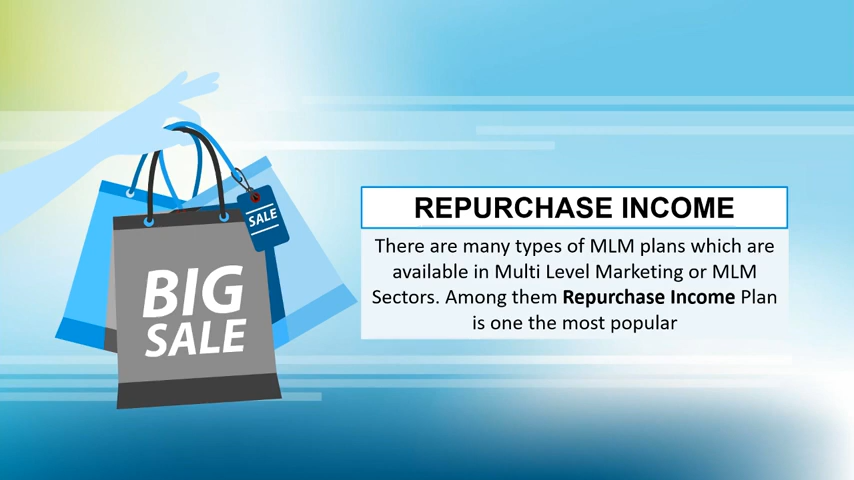 BIG
SALE
SALE
REPURCHASE INCOME
There are many types of MLM plans which are
available in Multi Level Marketing or MLM
Sectors. Among them Repurchase Income Plan
is one the most popular